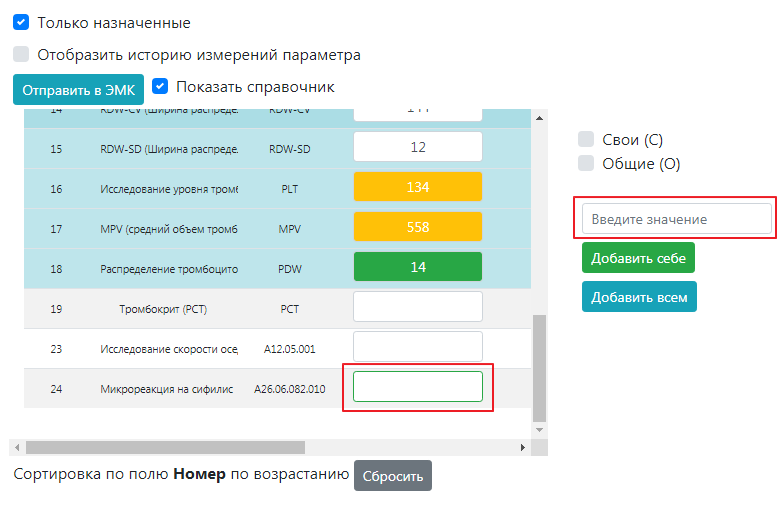 Только назначенные
Отобразить историю измерений параметра
Отправить в ЭМК Показать справочник
14 RDW-CV (Ширина распреде. RDW-CV
15 RDW-SD (Ширина распреде. RDW-SD 12
16 Исследование уровня тромб PLT 134
17 MPV (средний объем тромб MPV 558
18 Распределение тромбоцито PDW 14
19 Тромбокрит (PCT) PCT
23 Исследование скорости осед A12.05.001
24 Микрореакция на сифилис A26.06.082.010
Сортировка по полю Номер по возрастанию Сбросить
Свои (С)
Общие (О)
Введите значение
Добавить себе
Добавить всем